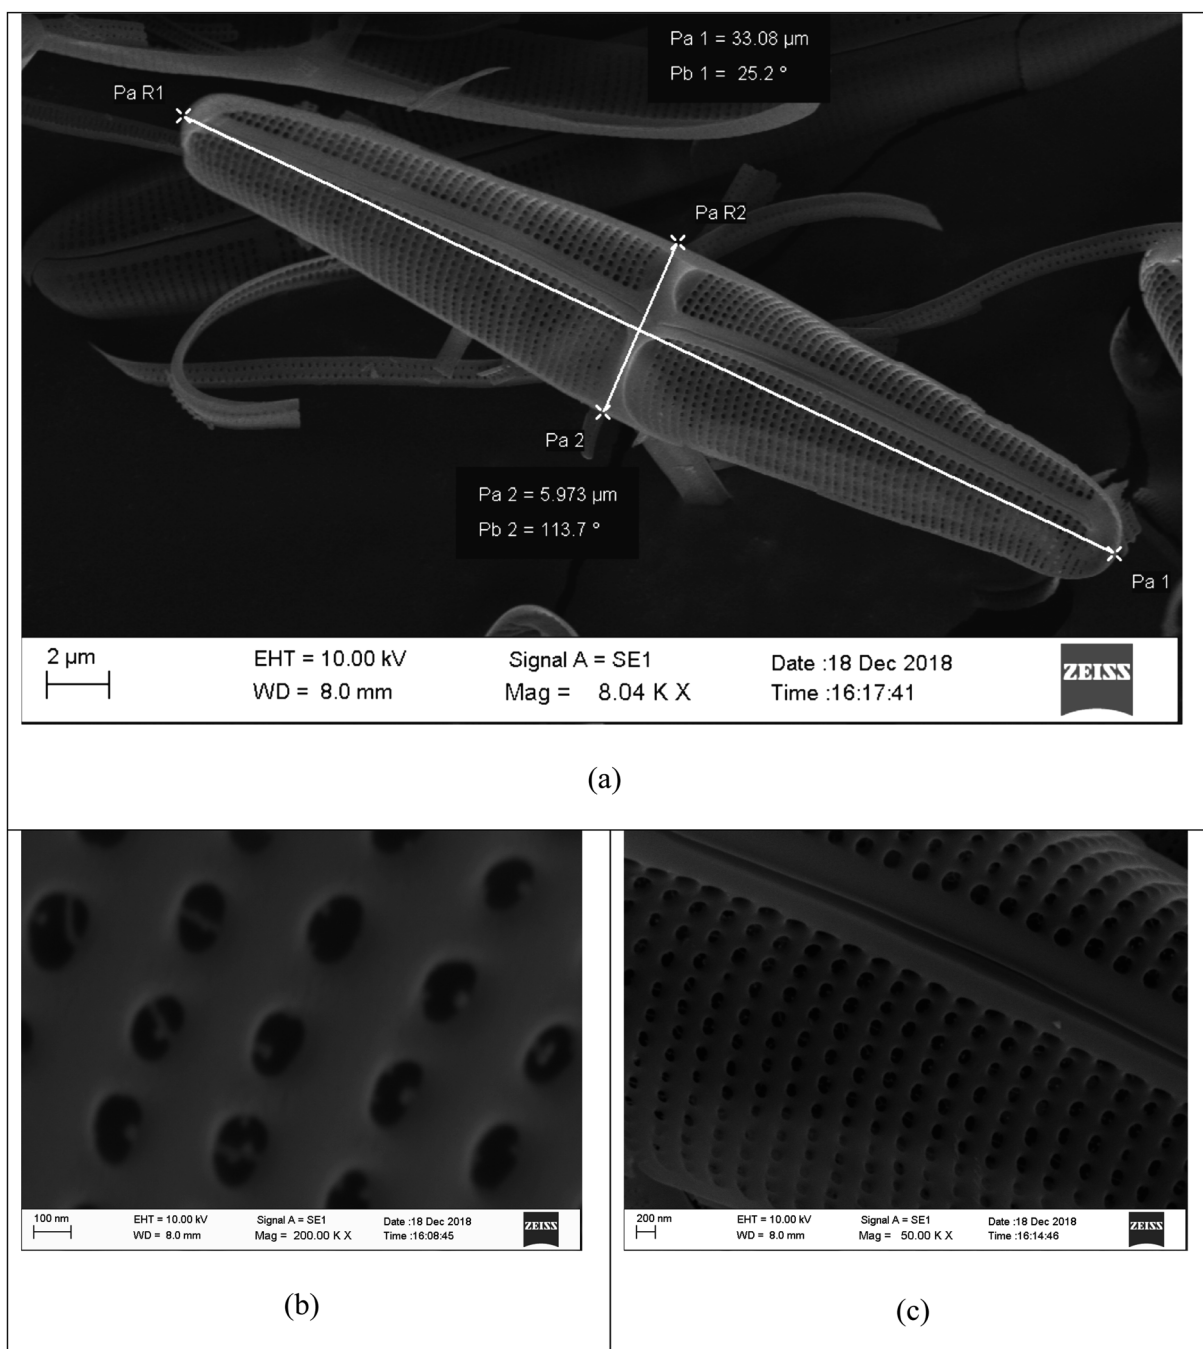 Pa 1 = 33.08 µm
Pb 1 = 25.2 °
Pa R1
Pa R2
Pa 2
Pa 2 = 5.973 µm
Pb 2 = 113.7 °
Pa 1
2 µm
EHT = 10.00 kV
Signal A = SE1
Date :18 Dec 2018
WD = 8.0 mm
Mag = 8.04 K X
Time :16:17:41
ZEISS
(a)
100 nm
EHT = 10.00 kV
Signal A = SE1
Date :18 Dec 2018
WD = 8.0 mm
Mag = 200.00 K X
Time :16:08:45
ZEISS
200 nm
EHT = 10.00 kV
Signal A = SE1
Date :18 Dec 2018
WD = 8.0 mm
Mag = 50.00 K X
Time :16:14:46
ZEISS
(b)
(c)